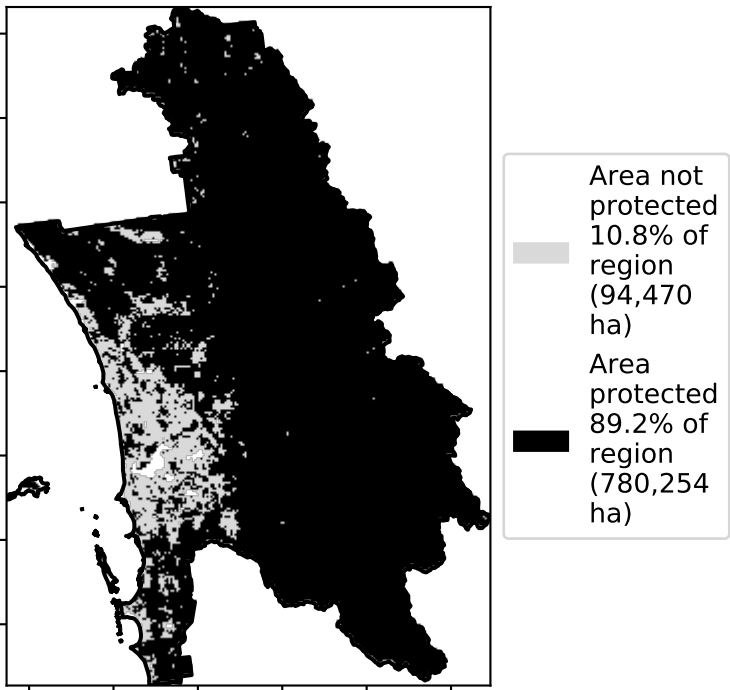 Area not
protected
10.8% of
region
(94,470
ha)
Area
protected
89.2% of
region
(780,254
ha)